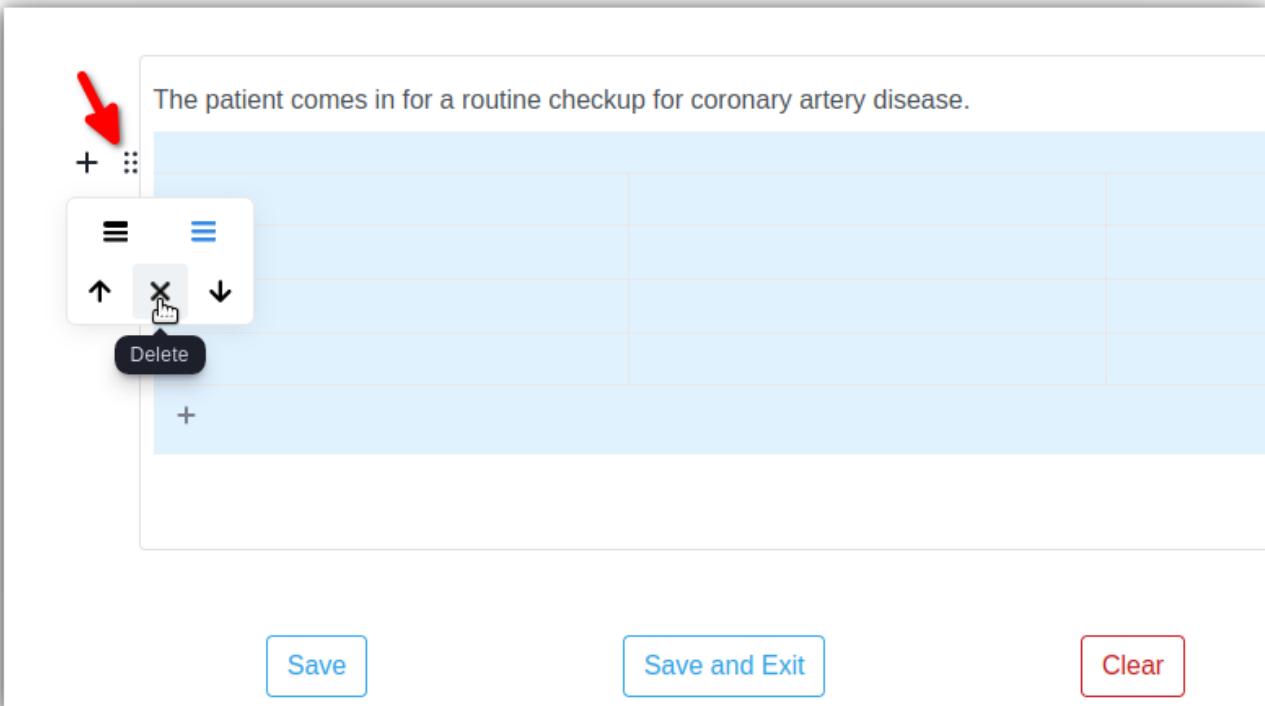 The patient comes in for a routine checkup for coronary artery disease.
Delete
Save
Save and Exit
Clear